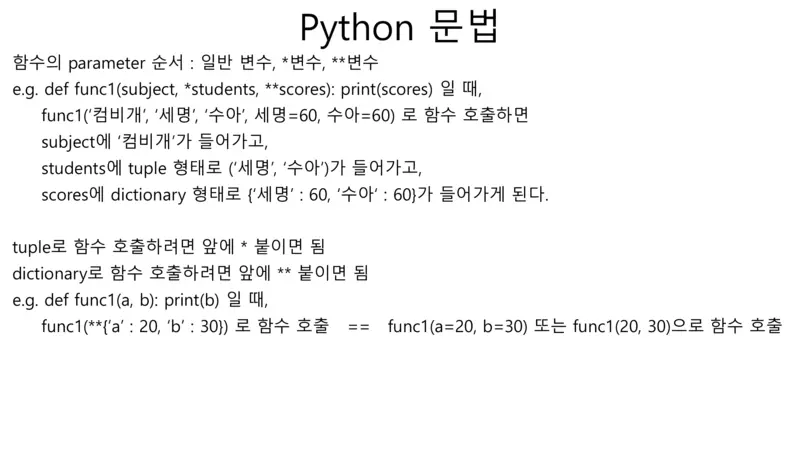 Python 문법
함수의 parameter 순서 : 일반 변수, *변수, **변수
e.g. def func1(subject, *students, **scores): print(scores) 일 때,
func1(‘컴비개‘, ‘세명’, ‘수아’, 세명=60, 수아=60) 로 함수 호출하면
subject에 ‘컴비개’가 들어가고,
students에 tuple 형태로 (‘세명’, ‘수아’)가 들어가고,
scores에 dictionary 형태로 {‘세명’ : 60, ‘수아‘ : 60}가 들어가게 된다.
tuple로 함수 호출하려면 앞에 * 붙이면 됨
dictionary로 함수 호출하려면 앞에 ** 붙이면 됨
e.g. def func1(a, b): print(b) 일 때,
func1(**{‘a’ : 20, ‘b’ : 30}) 로 함수 호출 == func1(a=20, b=30) 또는 func1(20, 30)으로 함수 호출